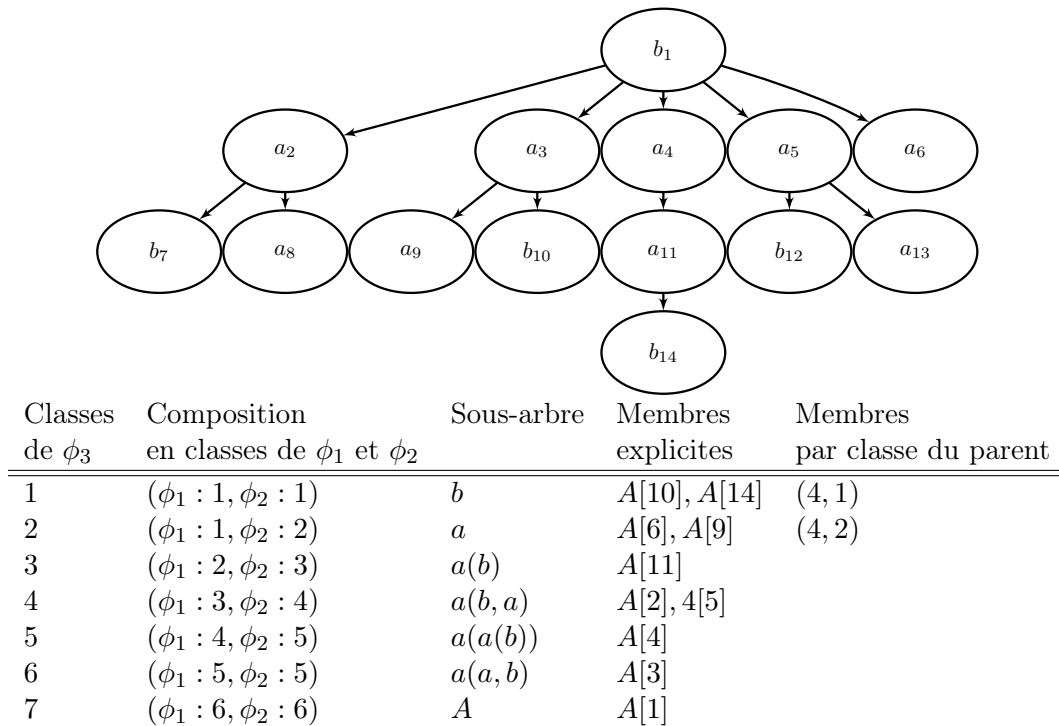 b₁
a₂ a₃ a₄ a₅ a₆
b₇ a₈ a₉ b₁₀ a₁₁ b₁₂ a₁₃
b₁₄
Classes Composition Sous-arbre Membres Membres
de ϕ₃ en classes de ϕ₁ et ϕ₂ explicites par classe du parent
1 (ϕ₁ : 1, ϕ₂ : 1) b A[10], A[14] (4, 1)
2 (ϕ₁ : 1, ϕ₂ : 2) a A[6], A[9] (4, 2)
3 (ϕ₁ : 2, ϕ₂ : 3) a(b) A[11]
4 (ϕ₁ : 3, ϕ₂ : 4) a(b, a) A[2], 4[5]
5 (ϕ₁ : 4, ϕ₂ : 5) a(a(b)) A[4]
6 (ϕ₁ : 5, ϕ₂ : 5) a(a, b) A[3]
7 (ϕ₁ : 6, ϕ₂ : 6) A A[1]